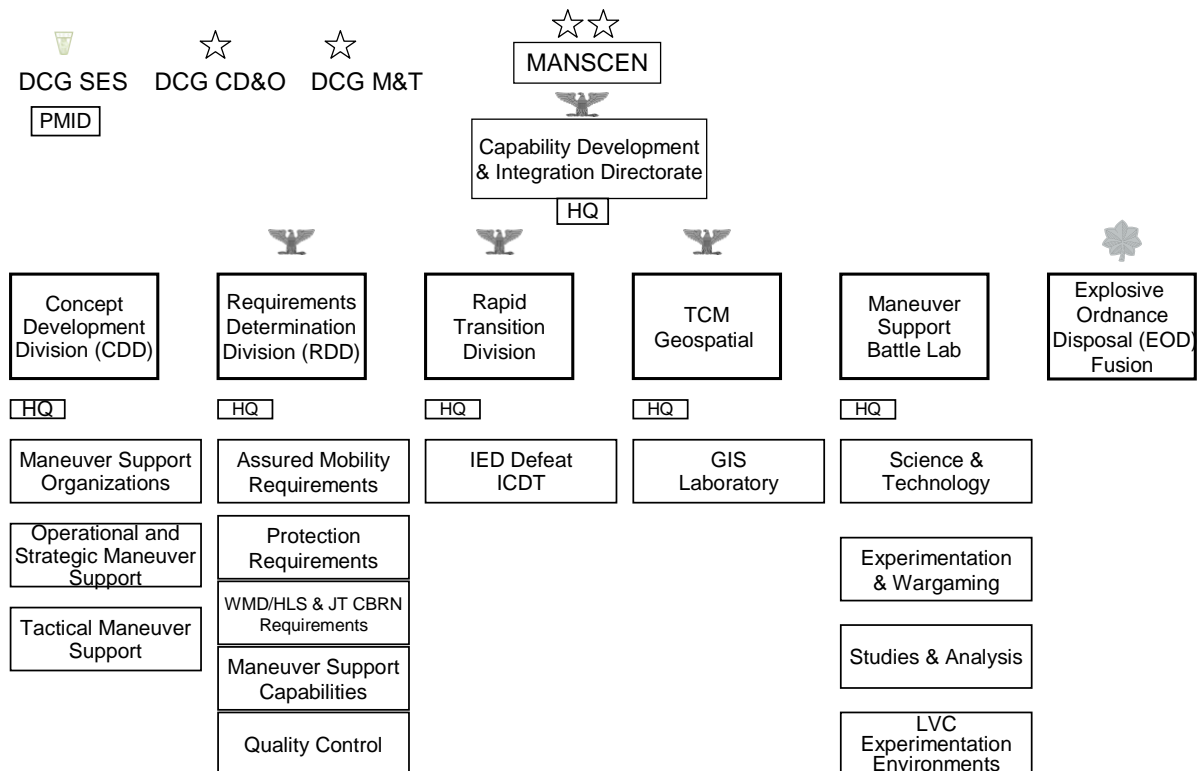 MANSCEN
DCG SES
DCG CD&O
DCG M&T
PMID
Capability Development
& Integration Directorate
HQ
Concept
Development
Division (CDD)
Requirements
Determination
Division (RDD)
Rapid
Transition
Division
TCM
Geospatial
Maneuver
Support
Battle Lab
Explosive
Ordnance
Disposal (EOD)
Fusion
HQ
HQ
HQ
HQ
HQ
Maneuver Support
Organizations
Operational and
Strategic Maneuver
Support
Tactical Maneuver
Support
Assured Mobility
Requirements
Protection
Requirements
WMD/HLS & JT CBRN
Requirements
Maneuver Support
Capabilities
Quality Control
IED Defeat
ICDT
GIS
Laboratory
Science &
Technology
Experimentation
& Wargaming
Studies & Analysis
LVC
Experimentation
Environments